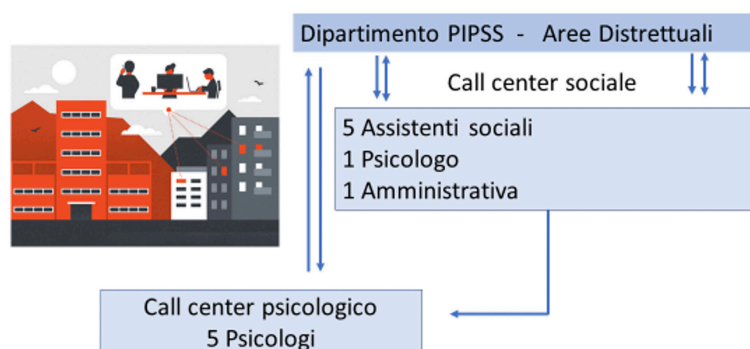 Dipartimento PIPSS - Aree Distrettuali
Call center sociale
5 Assistenti sociali
1 Psicologo
1 Amministrativa
Call center psicologico
5 Psicologi